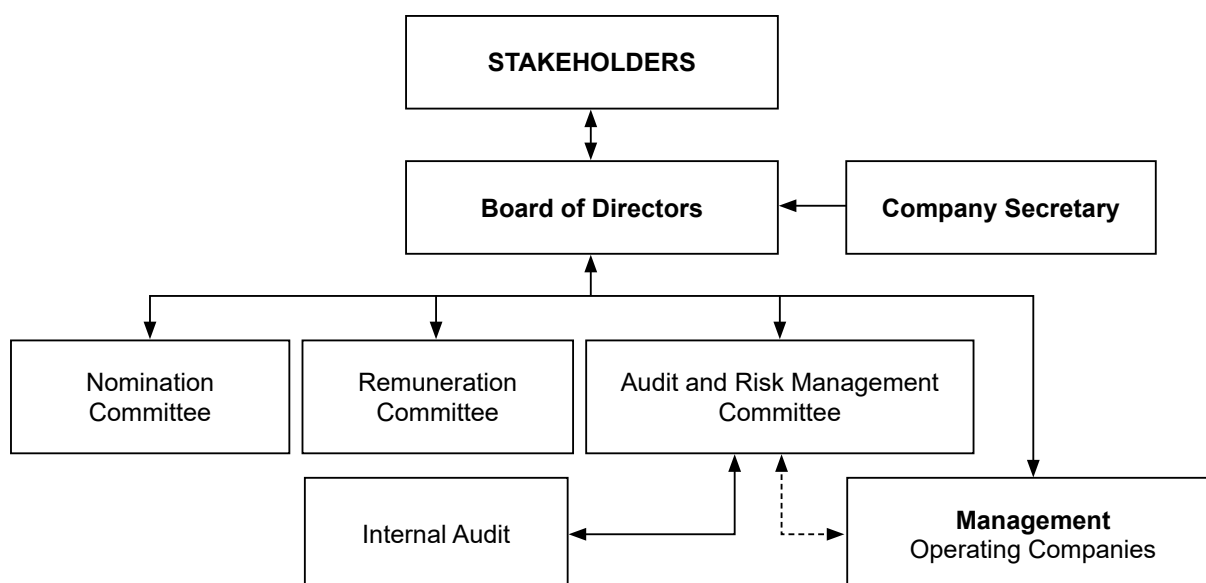 STAKEHOLDERS
Board of Directors
Company Secretary
Nomination
Committee
Remuneration
Committee
Audit and Risk Management
Committee
Internal Audit
Management
Operating Companies